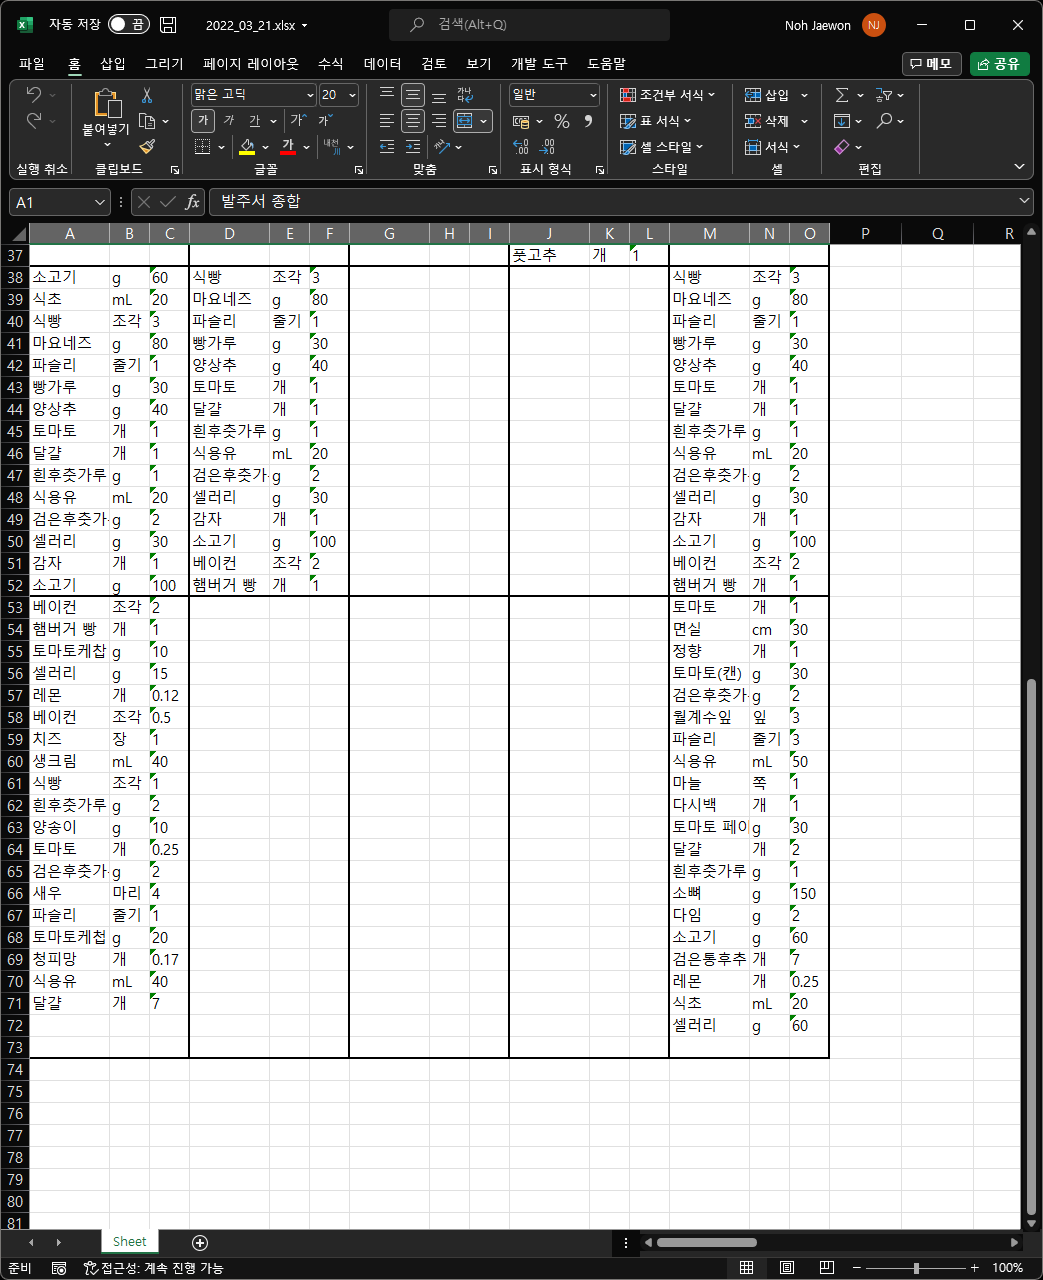 자동 저장 끔 2022_03_21.xlsx 검색(Alt+Q) Noh Jaewon NJ
파일 홈 삽입 그리기 페이지 레이아웃 수식 데이터 검토 보기 개발 도구 도움말 메모 공유
맑은 고딕 20 일반 조건부 서식 삽입
붙여넣기 가 가 가 가 가 표 서식 삭제
가 내천 셀 스타일 서식
실행 취소 클립보드 글꼴 맞춤 표시 형식 스타일 셀 편집
A1 fx 발주서 종합
A B C D E F G H I J K L M N O P Q R
37 풋고추 개 1
38 소고기 g 60 식빵 조각 3 식빵 조각 3
39 식초 mL 20 마요네즈 g 80 마요네즈 g 80
40 식빵 조각 3 파슬리 줄기 1 파슬리 줄기 1
41 마요네즈 g 80 빵가루 g 30 빵가루 g 30
42 파슬리 줄기 1 양상추 g 40 양상추 g 40
43 빵가루 g 30 토마토 개 1 토마토 개 1
44 양상추 g 40 달걀 개 1 달걀 개 1
45 토마토 개 1 흰후춧가루 g 1 흰후춧가루 g 1
46 달걀 개 1 식용유 mL 20 식용유 mL 20
47 흰후춧가루 g 1 검은후춧가 g 2 검은후춧가 g 2
48 식용유 mL 20 셀러리 g 30 셀러리 g 30
49 검은후춧가 g 2 감자 개 1 감자 개 1
50 셀러리 g 30 소고기 g 100 소고기 g 100
51 감자 개 1 베이컨 조각 2 베이컨 조각 2
52 소고기 g 100 햄버거 빵 개 1 햄버거 빵 개 1
53 베이컨 조각 2 토마토 개 1
54 햄버거 빵 개 1 면실 cm 30
55 토마토케찹 g 10 정향 개 1
56 셀러리 g 15 토마토(캔) g 30
57 레몬 개 0.12 검은후춧가 g 2
58 베이컨 조각 0.5 월계수잎 잎 3
59 치즈 장 1 파슬리 줄기 3
60 생크림 mL 40 식용유 mL 50
61 식빵 조각 1 마늘 쪽 1
62 흰후춧가루 g 2 다시백 개 1
63 양송이 g 10 토마토 페이 g 30
64 토마토 개 0.25 달걀 개 2
65 검은후춧가 g 2 흰후춧가루 g 1
66 새우 마리 4 소뼈 g 150
67 파슬리 줄기 1 다임 g 2
68 토마토케첩 g 20 소고기 g 60
69 청피망 개 0.17 검은통후추 개 7
70 식용유 mL 40 레몬 개 0.25
71 달걀 개 7 식초 mL 20
72 셀러리 g 60
73
74
75
76
77
78
79
80
81
Sheet
준비 접근성: 계속 진행 가능 100%